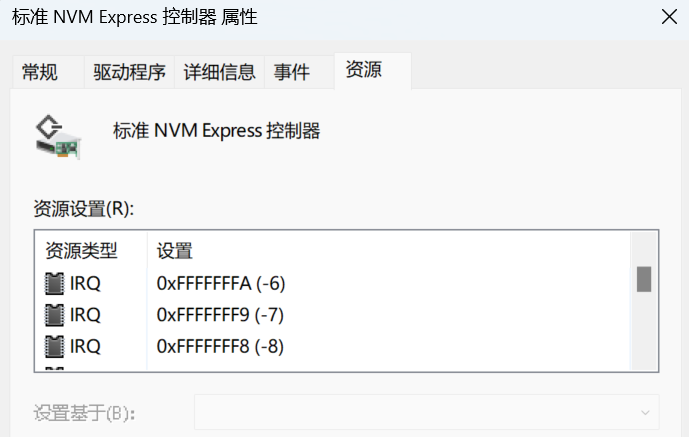 标准 NVM Express 控制器 属性
常规 驱动程序 详细信息 事件 资源
标准 NVM Express 控制器
资源设置(R):
资源类型 设置
IRQ 0xFFFFFFFA (-6)
IRQ 0xFFFFFFF9 (-7)
IRQ 0xFFFFFFF8 (-8)
设置基于(B):